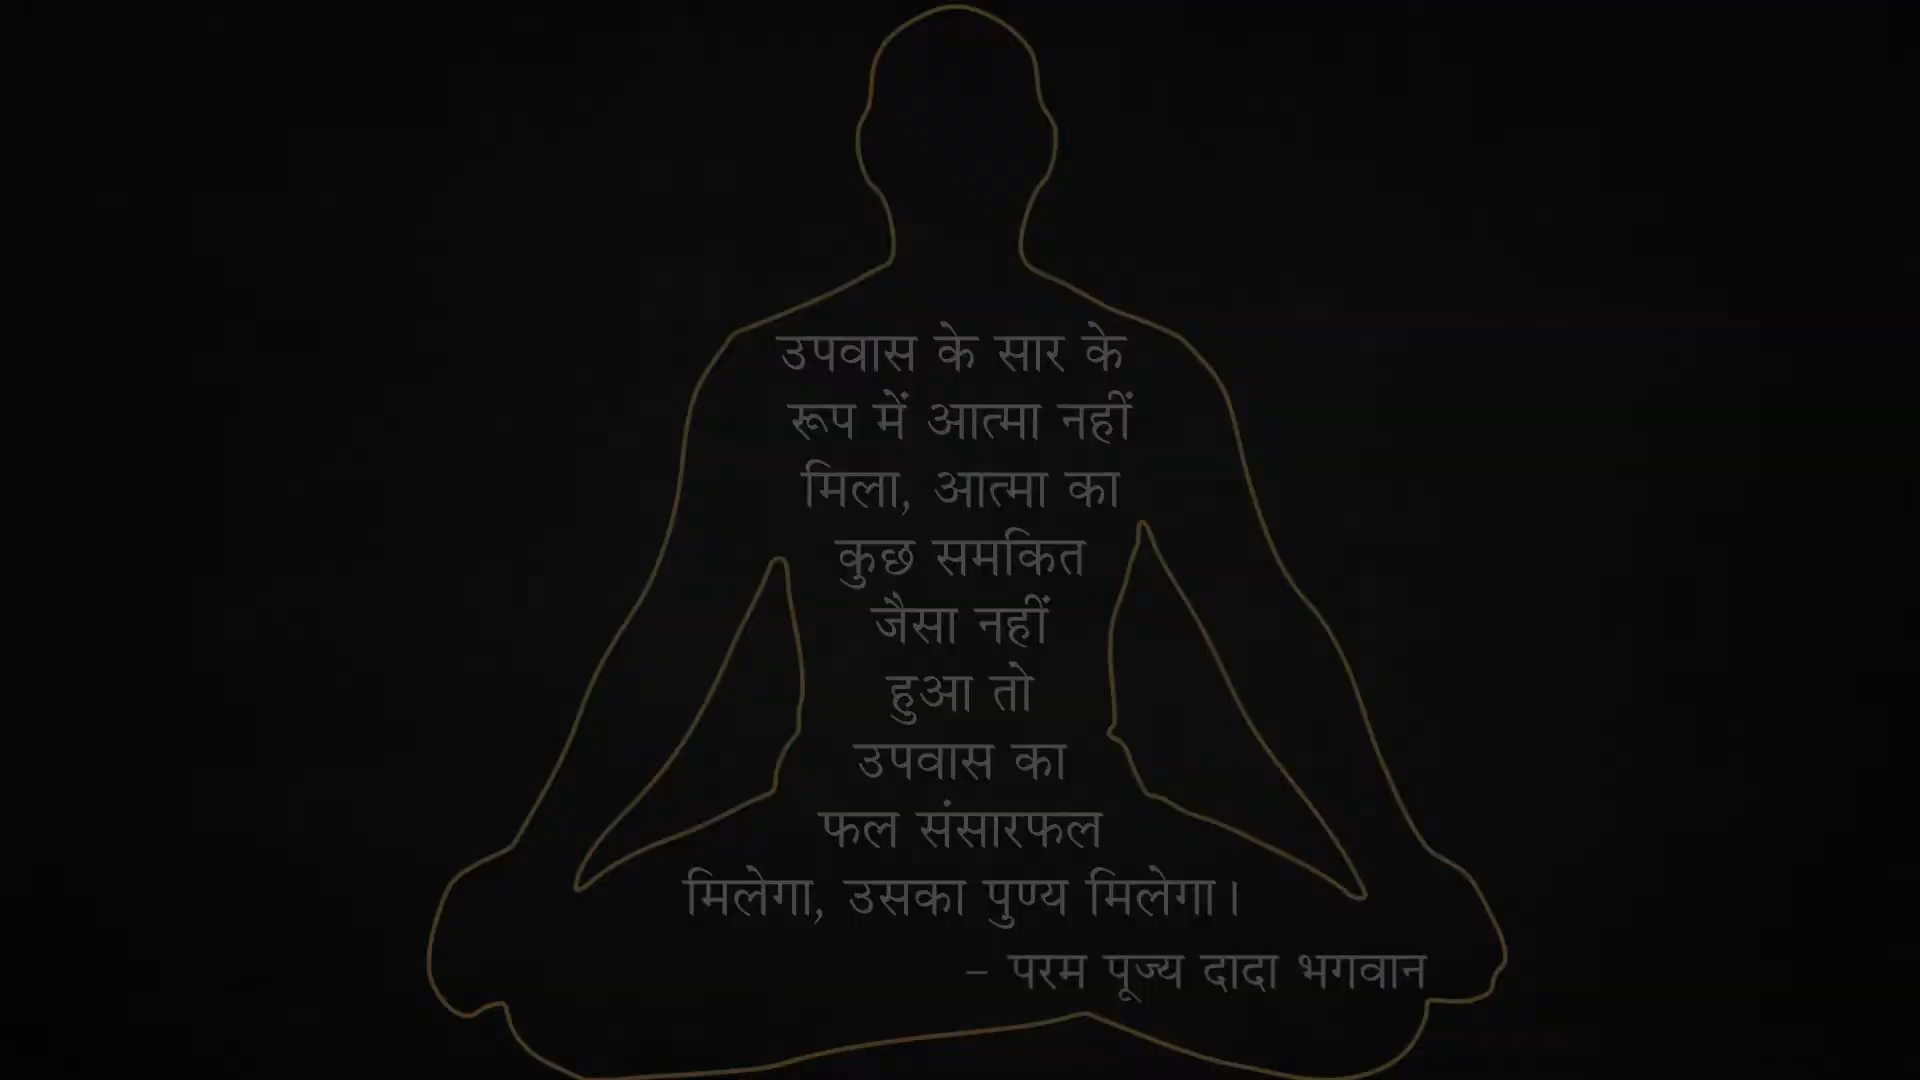 उपवास के सार के
रूप में आत्मा नहीं
मिला, आत्मा का
कुछ समकित
जैसा नहीं
हुआ तो
उपवास का
फल संसारफल
मिलेगा, उसका पुण्य मिलेगा।
– परम पूज्य दादा भगवान